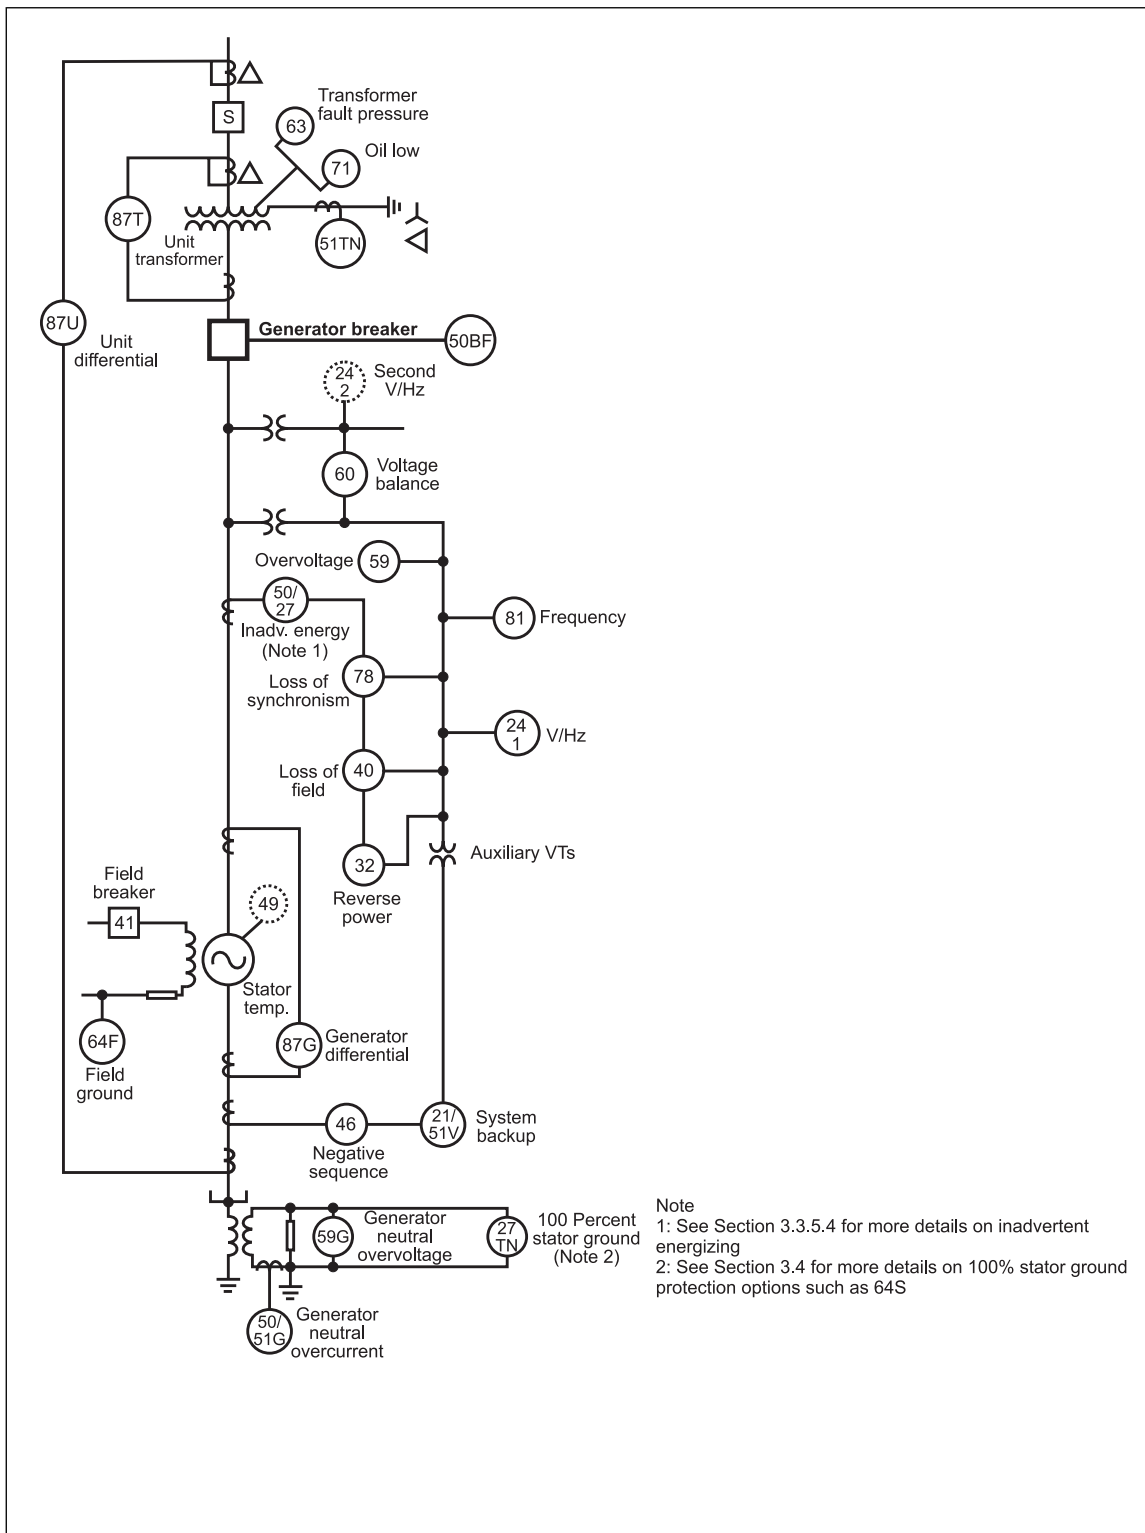 S
63
Transformer
fault pressure
71
Oil low
87T
Unit
transformer
51TN
87U
Unit
differential
Generator breaker
50BF
24
2
Second
V/Hz
60
Voltage
balance
Overvoltage
59
50/
27
Inadv. energy
(Note 1)
81
Frequency
78
Loss of
synchronism
24
1
V/Hz
40
Loss of
field
32
Reverse
power
Auxiliary VTs
Field
breaker
41
49
Stator
temp.
64F
Field
ground
87G
Generator
differential
46
Negative
sequence
21/
51V
System
backup
59G
Generator
neutral
overvoltage
27
TN
100 Percent
stator ground
(Note 2)
50/
51G
Generator
neutral
overcurrent
Note
1: See Section 3.3.5.4 for more details on inadvertent
energizing
2: See Section 3.4 for more details on 100% stator ground
protection options such as 64S